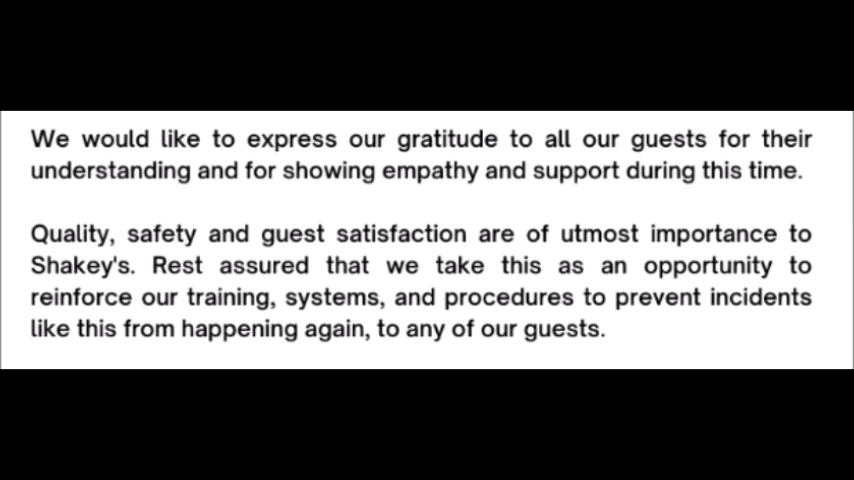 We would like to express our gratitude to all our guests for their
understanding and for showing empathy and support during this time.
Quality, safety and guest satisfaction are of utmost importance to
Shakey's. Rest assured that we take this as an opportunity to
reinforce our training, systems, and procedures to prevent incidents
like this from happening again, to any of our guests.